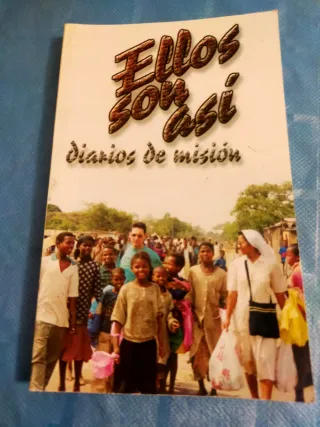 Ellos
son
así
diarios de misión